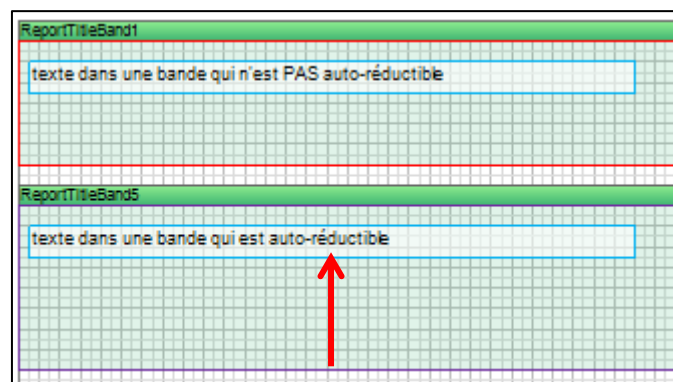 ReportTitleBand1
texte dans une bande qui n'est PAS auto-réductible
ReportTitleBand5
texte dans une bande qui est auto-réductible